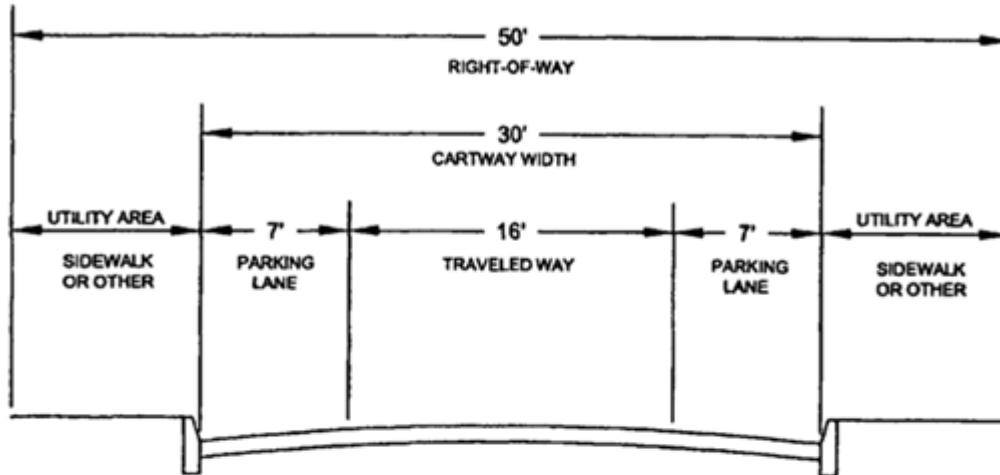 50'
RIGHT-OF-WAY
30'
CARTWAY WIDTH
UTILITY AREA
7'
16'
7'
UTILITY AREA
SIDEWALK
OR OTHER
PARKING
LANE
TRAVELED WAY
PARKING
LANE
SIDEWALK
OR OTHER